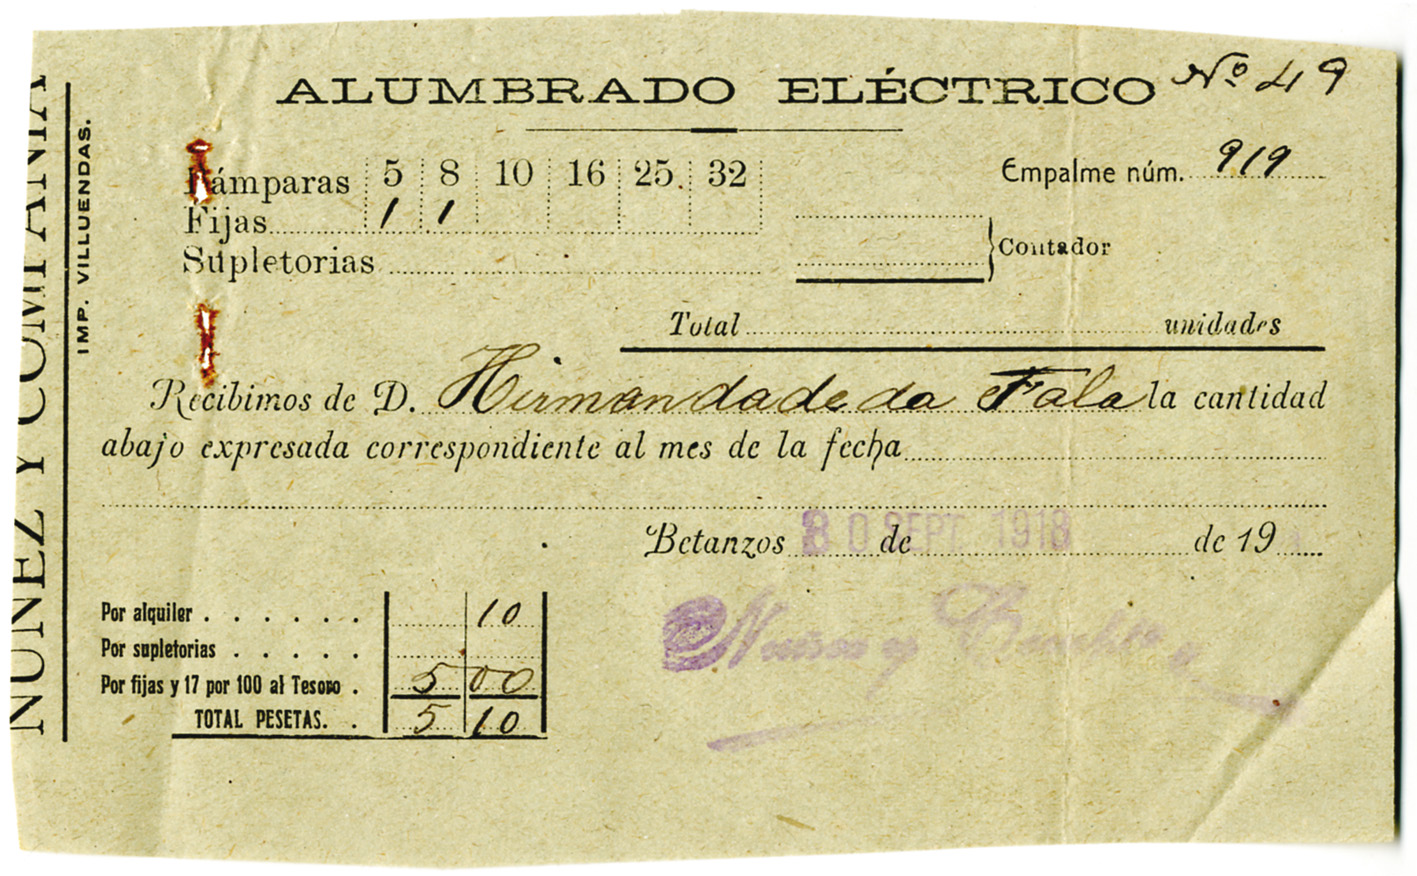 ALUMBRADO ELÉCTRICO Nº 49
Lámparas 5 8 10 16 25. 32
Empalme núm. 919
Fijas 1 1
Contador
Supletorias
Total unidades
Recibimos de D. Hirmandade da Fala la cantidad
abajo expresada correspondiente al mes de la fecha
Betanzos 30 de SEPT. 1918 de 19
Por alquiler 10
Por supletorias
Por fijas y 17 por 100 al Tesoro 5 00
TOTAL PESETAS. 5 10
Nuñez y
NUÑEZ Y COMPAÑIA
IMP. VILLUENDAS.